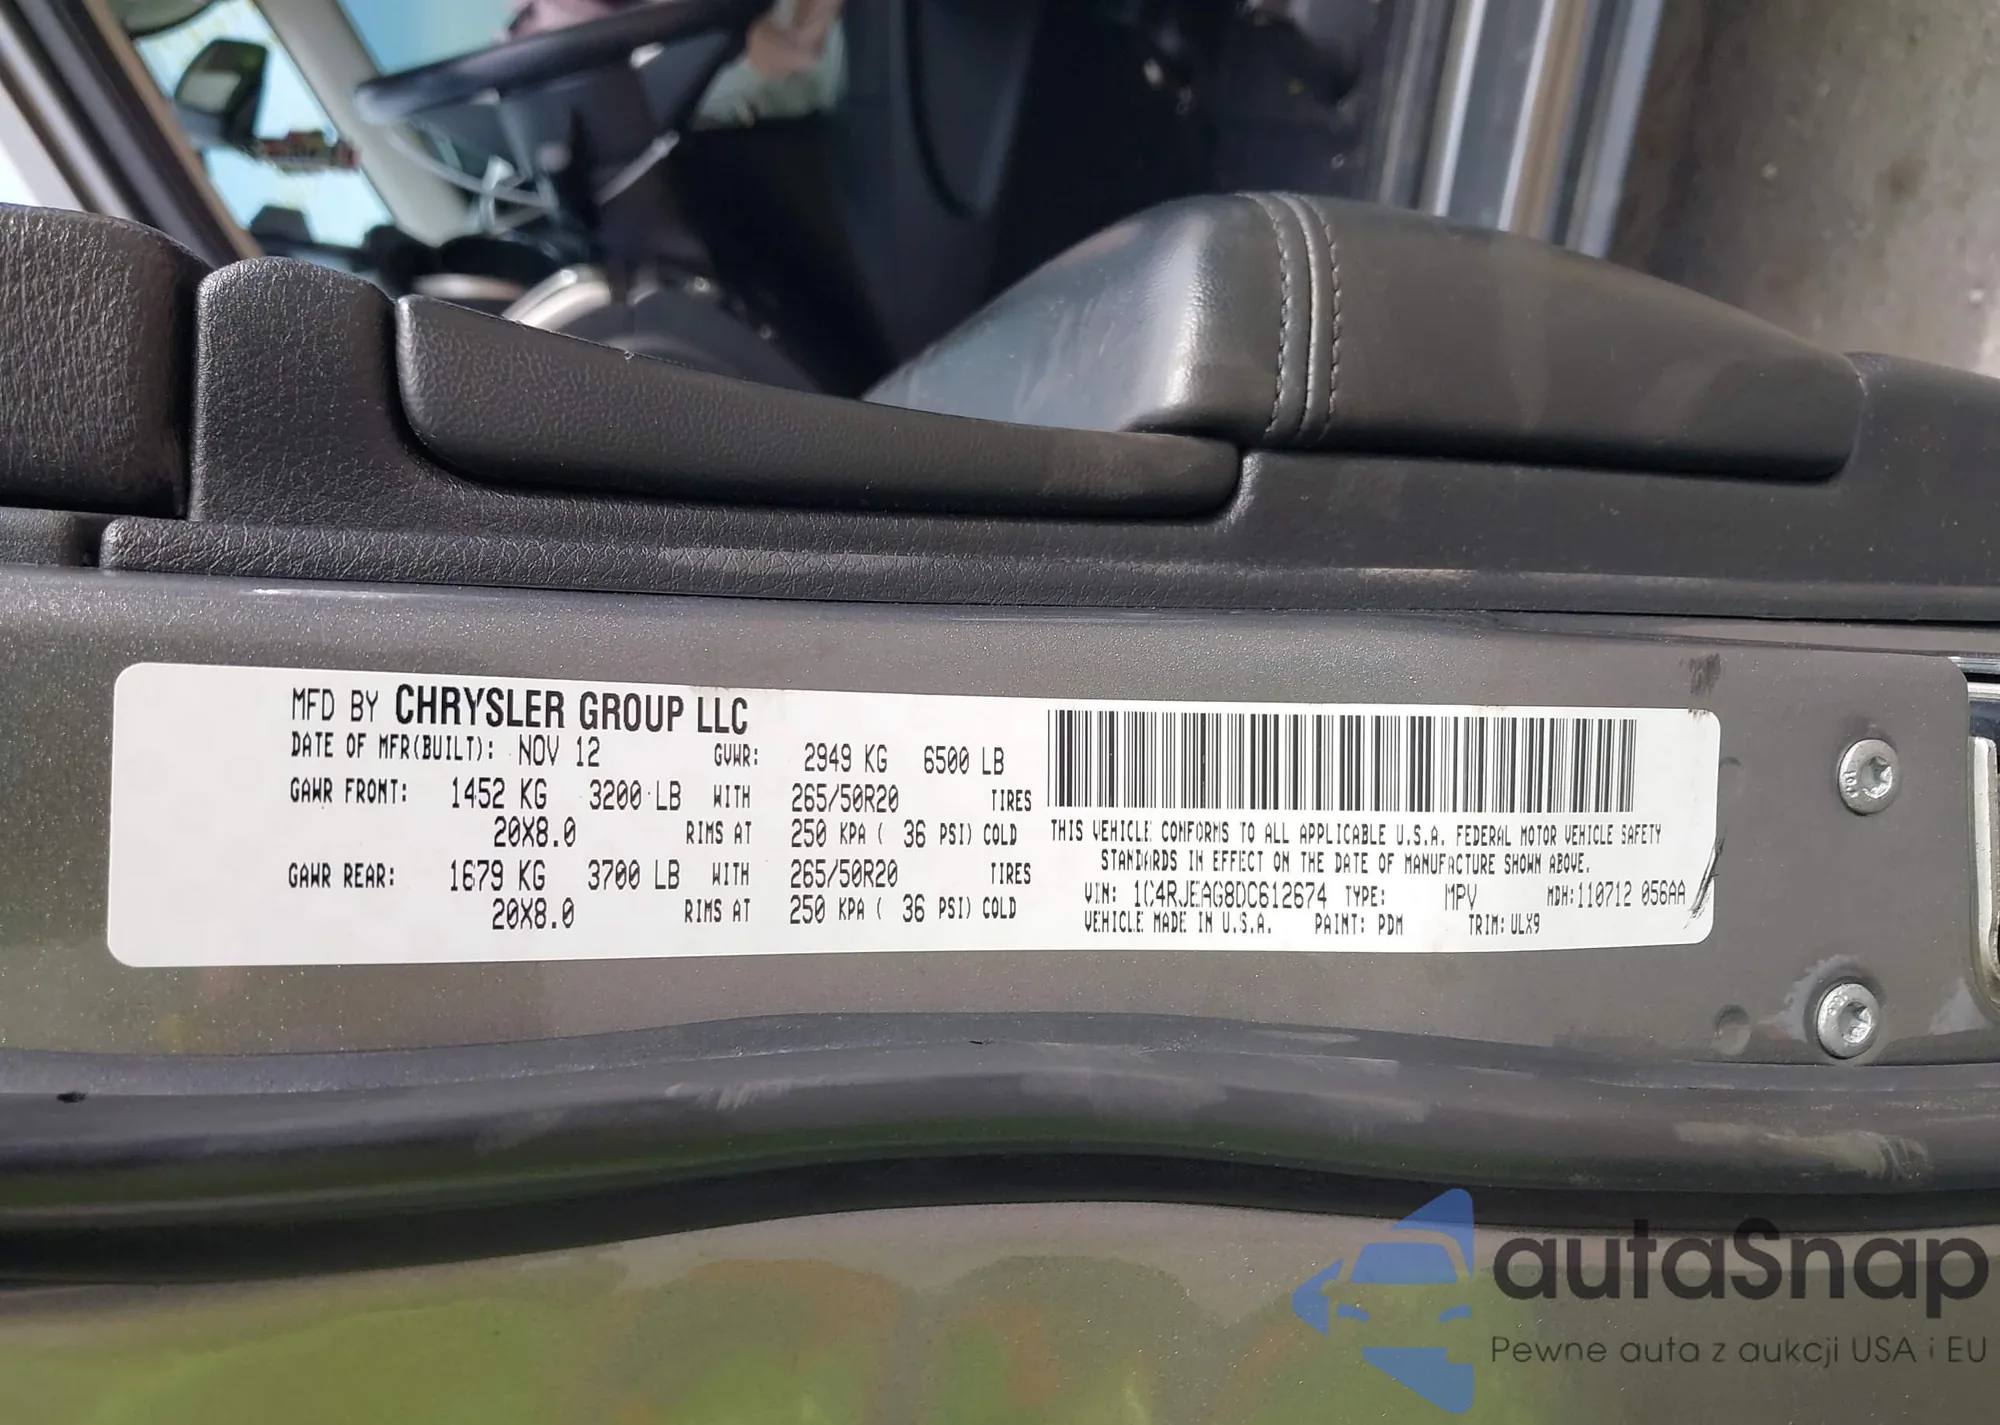 MFD BY CHRYSLER GROUP LLC
DATE OF MFR(BUILT): NOV 12 GVWR: 2949 KG 6500 LB
GAWR FRONT: 1452 KG 3200 LB WITH 265/50R20 TIRES
20X8.0 RIMS AT 250 KPA ( 36 PSI) COLD
GAWR REAR: 1679 KG 3700 LB WITH 265/50R20 TIRES
20X8.0 RIMS AT 250 KPA ( 36 PSI) COLD
THIS VEHICLE CONFORMS TO ALL APPLICABLE U.S.A. FEDERAL MOTOR VEHICLE SAFETY
STANDARDS IN EFFECT ON THE DATE OF MANUFACTURE SHOWN ABOVE.
VIN: 1C4RJEAG8DC612674 TYPE: MPV MDH:110712 056AA
VEHICLE MADE IN U.S.A. PAINT: PDM TRIM: ULX9
autaSnap
Pewne auta z aukcji USA i EU